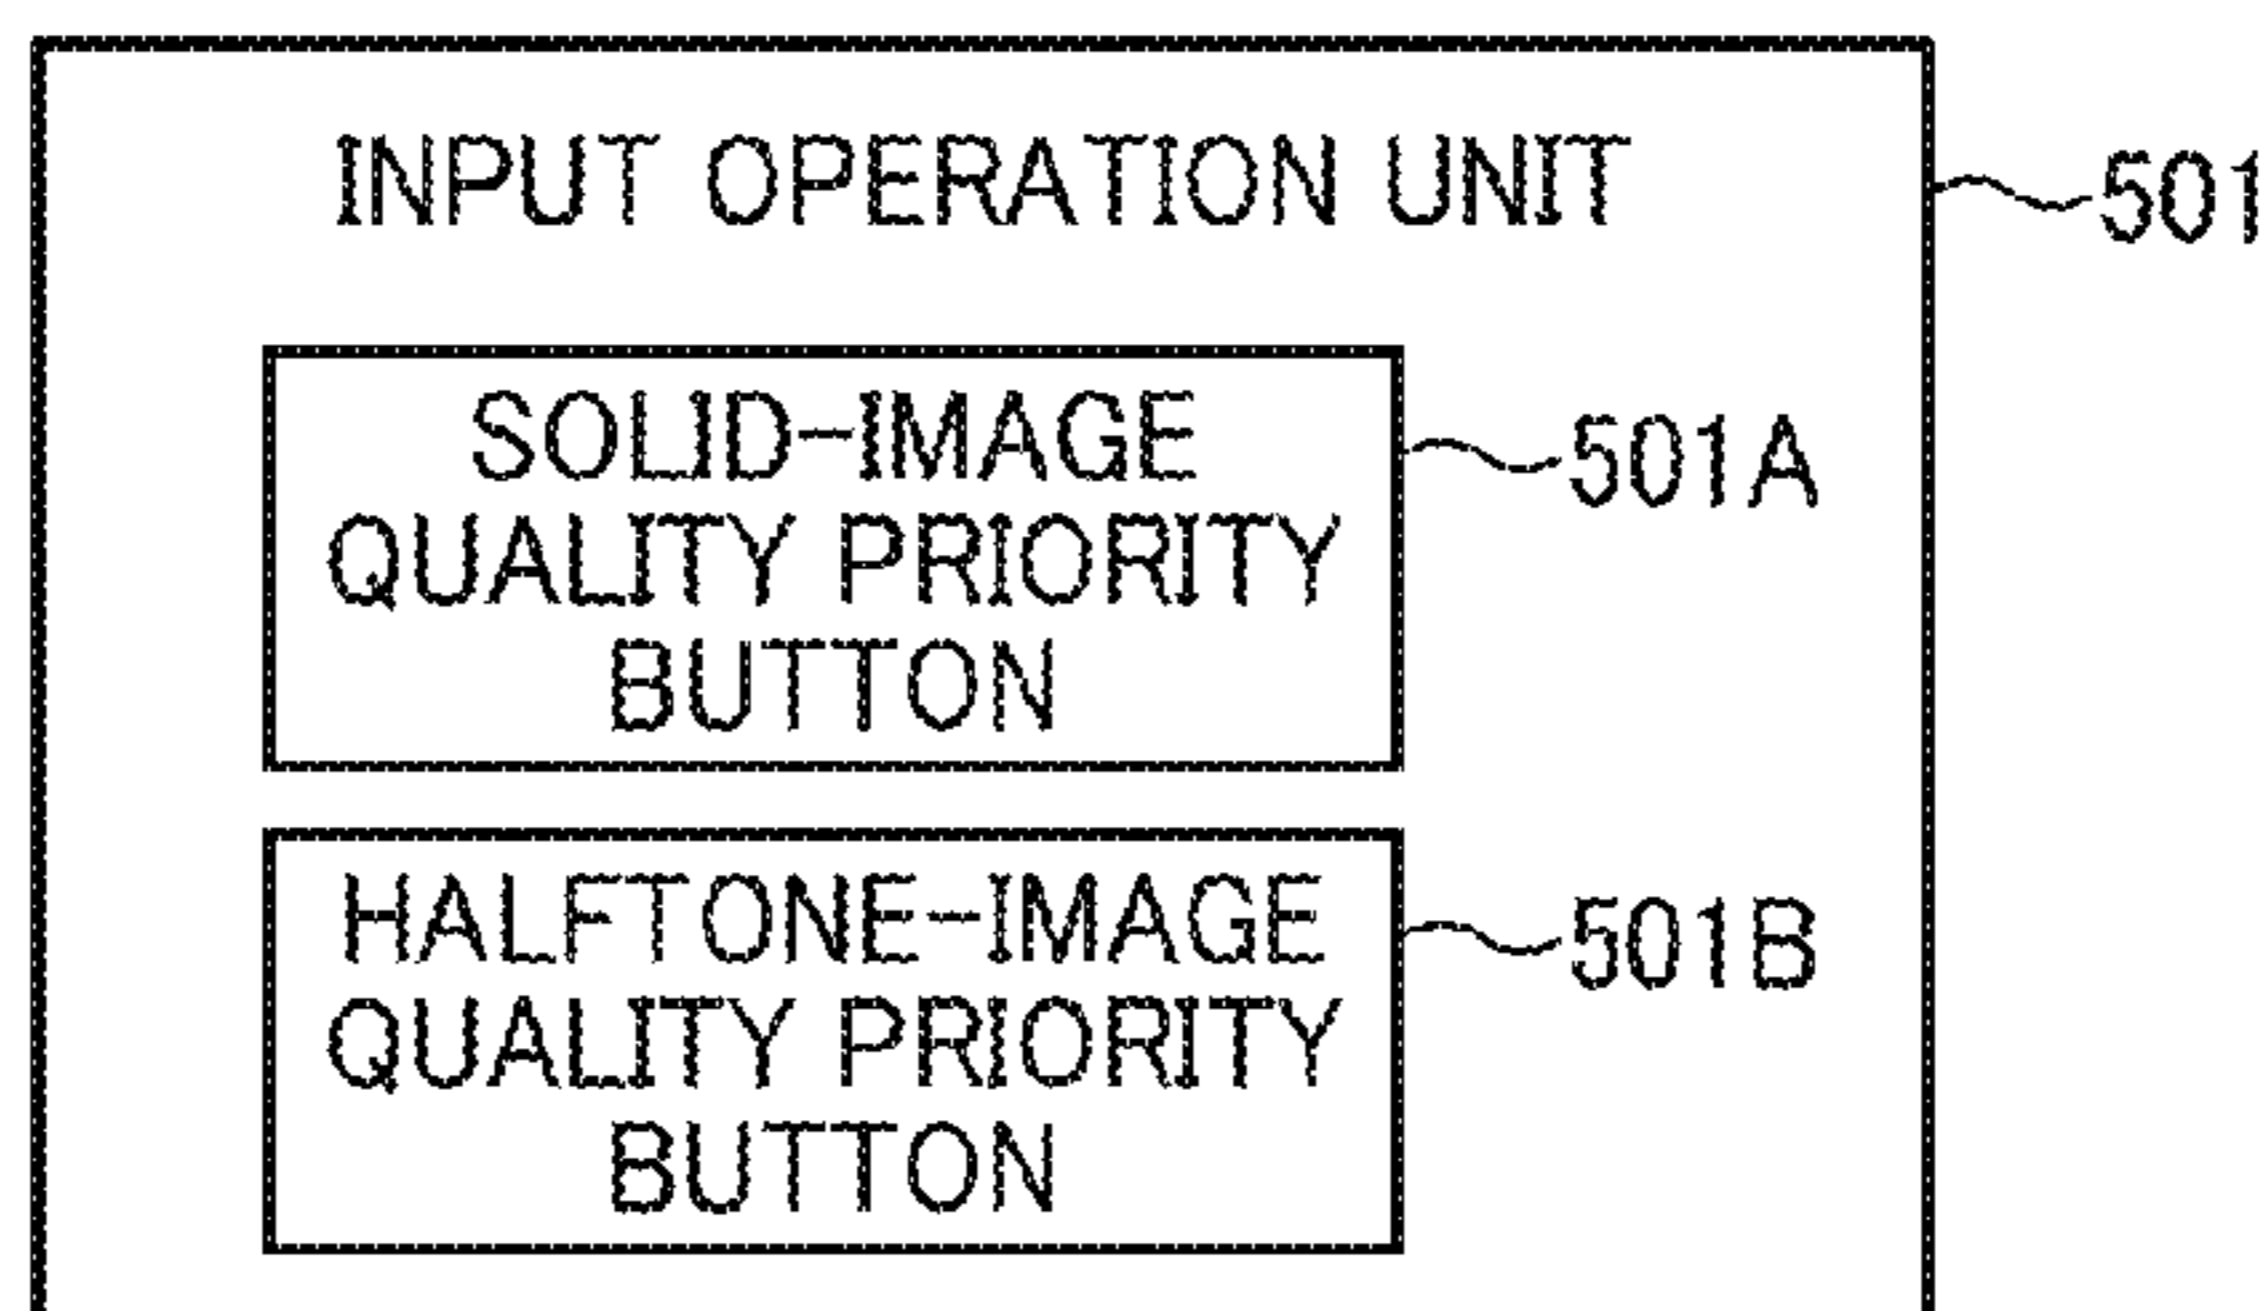 INPUT OPERATION UNIT
501
SOLID-IMAGE
QUALITY PRIORITY
BUTTON
501A
HALFTONE-IMAGE
QUALITY PRIORITY
BUTTON
501B